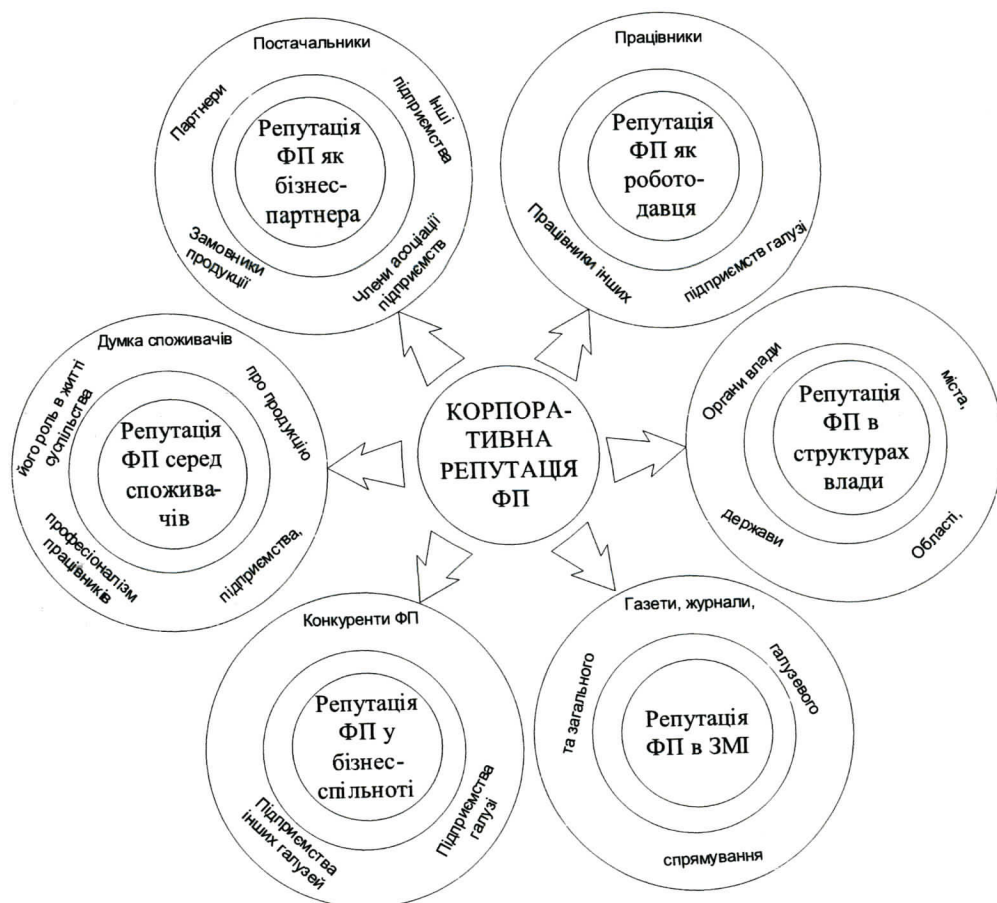 Постачальники
Партнери
Інші
підприємства
Репутація
ФП як
бізнес-
партнера
Замовники
продукції
Члени асоціації
підприємств
Працівники
Репутація
ФП як
робото-
давця
Працівники інших
підприємств галузі
Думка споживачів
про продукцію
його роль в житті
суспільства
Репутація
ФП серед
спожива-
чів
професіоналізм
працівників
підприємства,
КОРПОРА-
ТИВНА
РЕПУТАЦІЯ
ФП
Органи влади
міста,
Репутація
ФП в
структурах
влади
держави
Області,
Конкуренти ФП
Репутація
ФП у
бізнес-
спільноті
Підприємства
інших галузей
Підприємства
галузі
Газети, журнали,
та загального
галузевого
Репутація
ФП в ЗМІ
спрямування